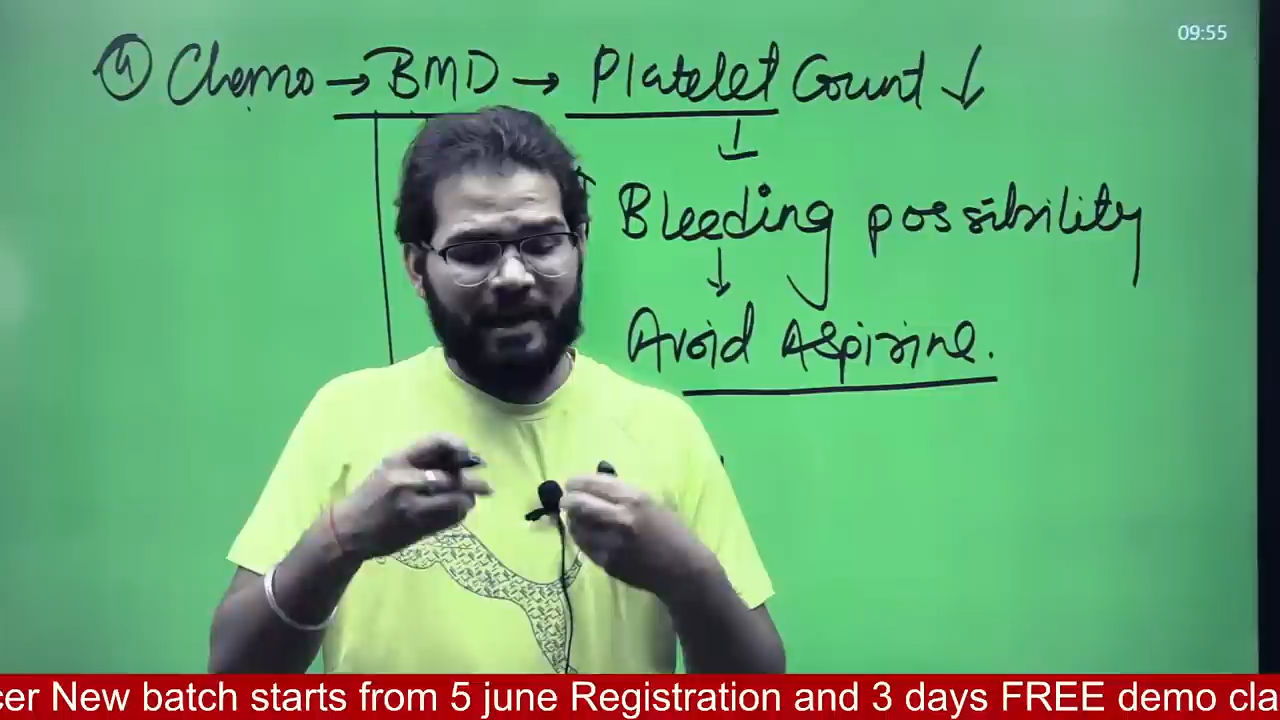 09:55
④ Chemo → BMD → Platelet Count ↓
↓
Bleeding possibility
↓
Avoid Aspirine.
cer New batch starts from 5 june Registration and 3 days FREE demo cla